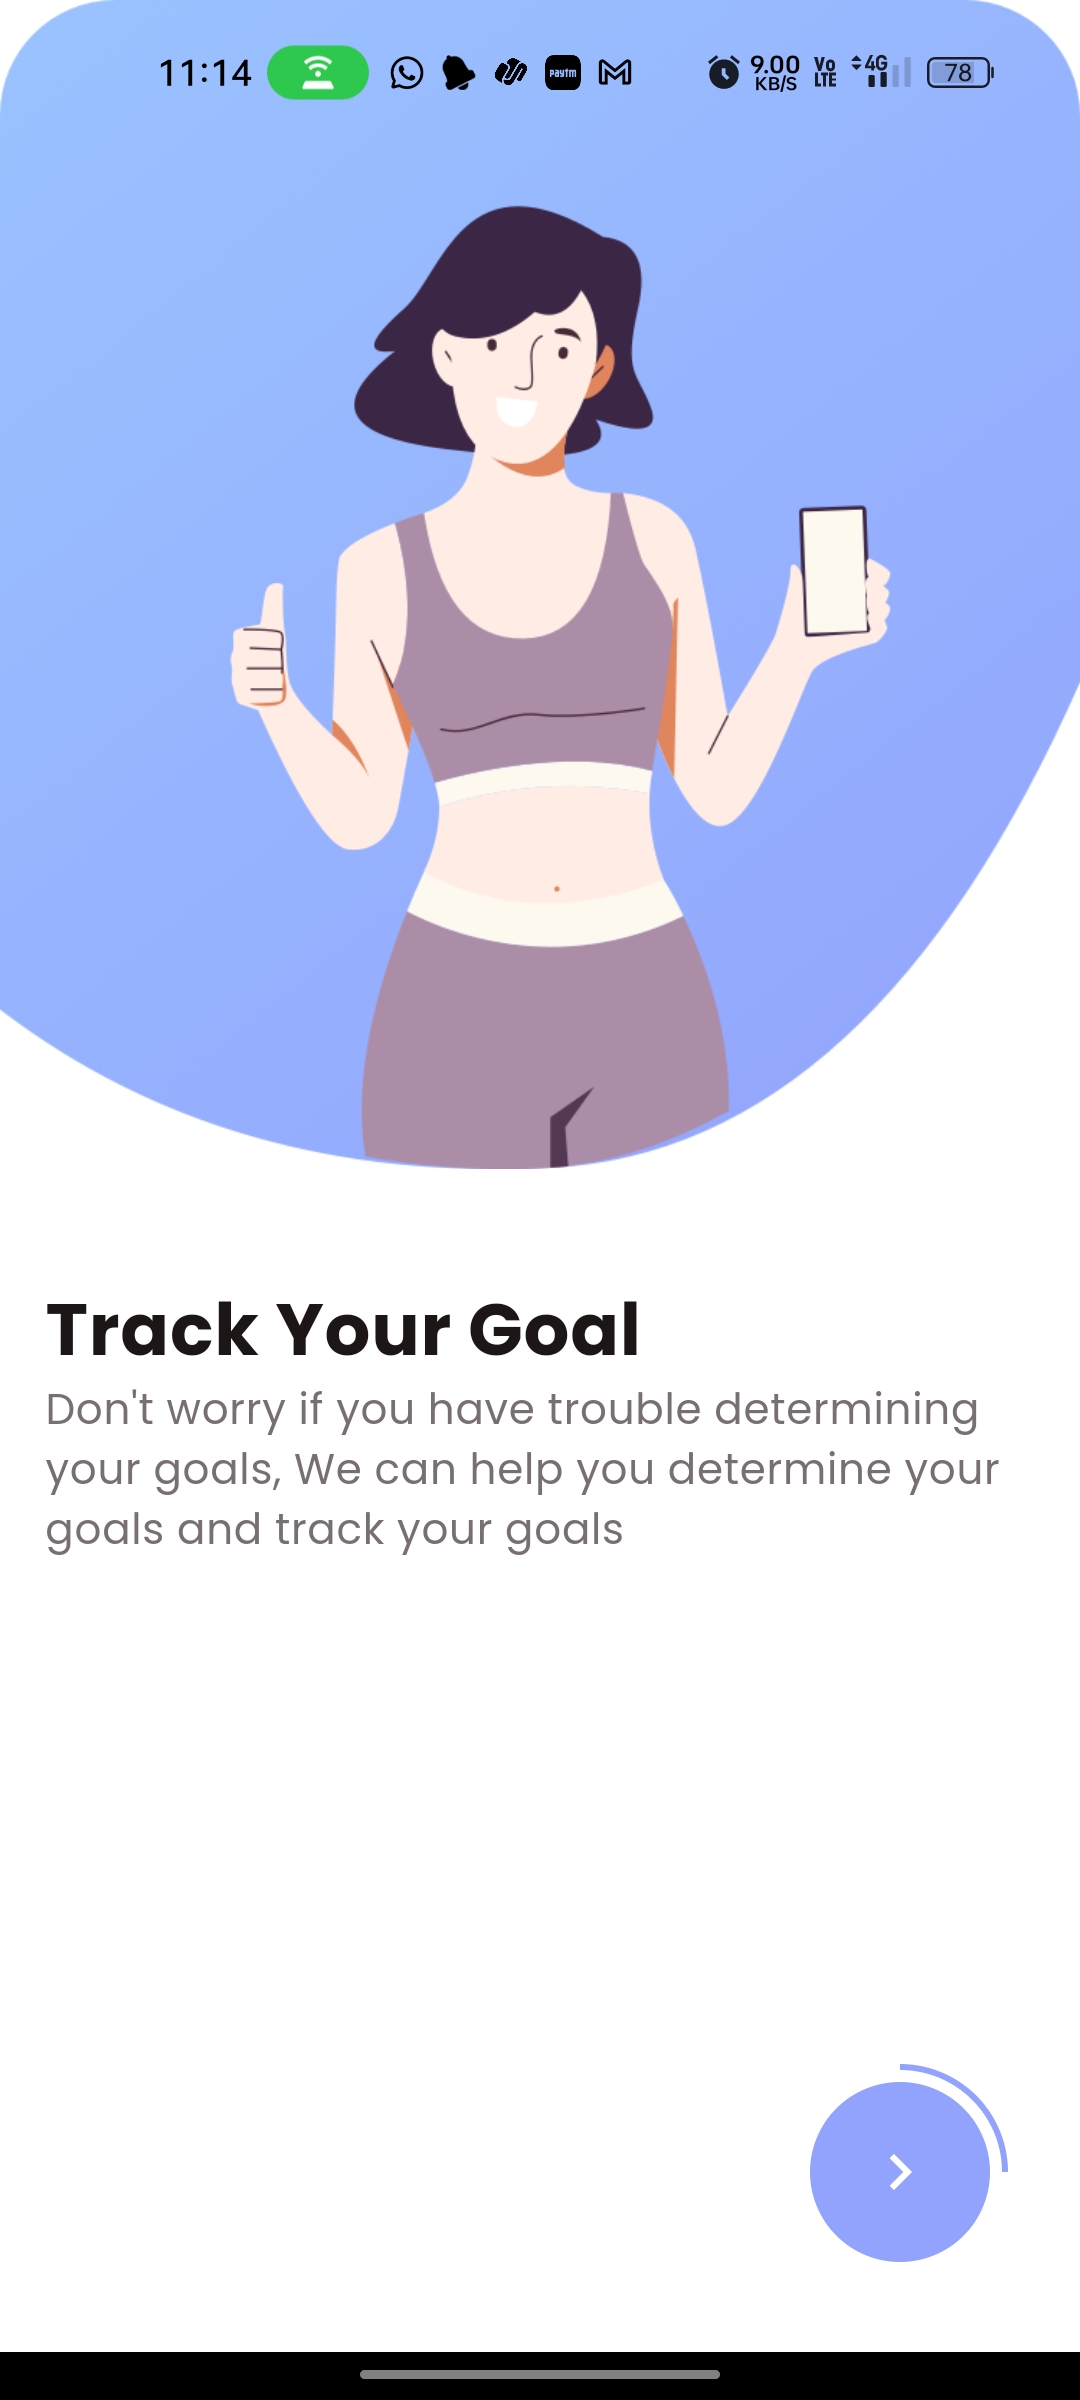 11:14 paytm 9.00 KB/S Vo LTE 4G 78
Track Your Goal
Don't worry if you have trouble determining
your goals, We can help you determine your
goals and track your goals